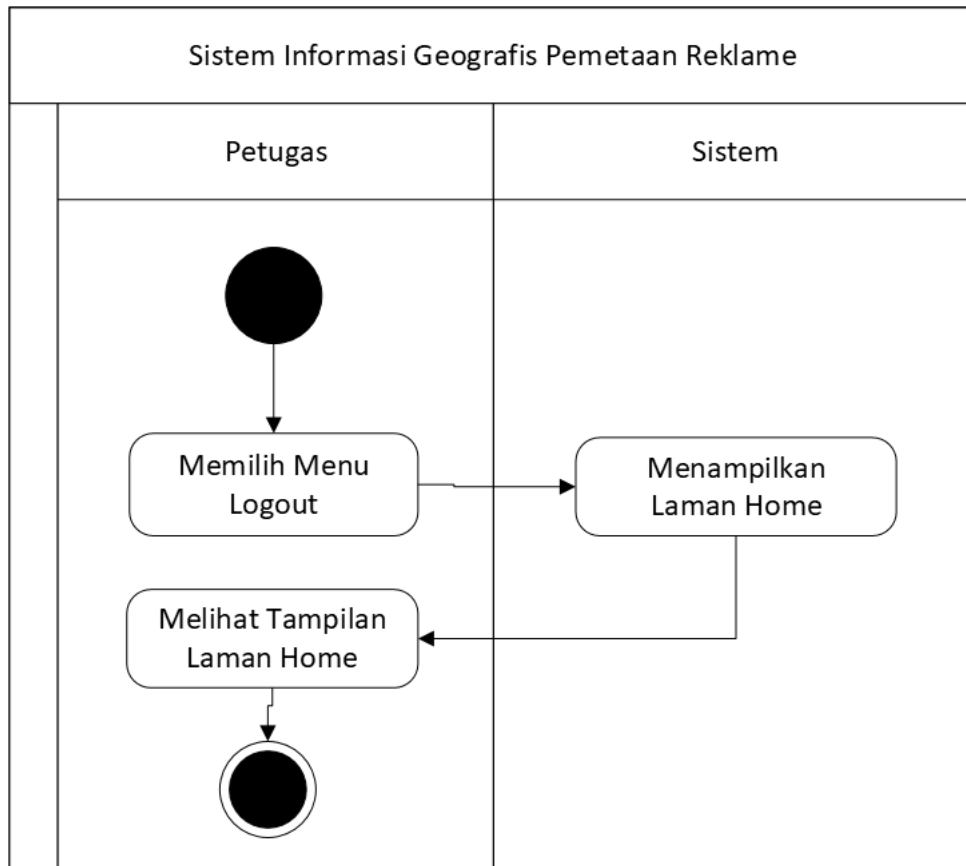 Sistem Informasi Geografis Pemetaan Reklame
Petugas
Sistem
Memilih Menu
Logout
Menampilkan
Laman Home
Melihat Tampilan
Laman Home